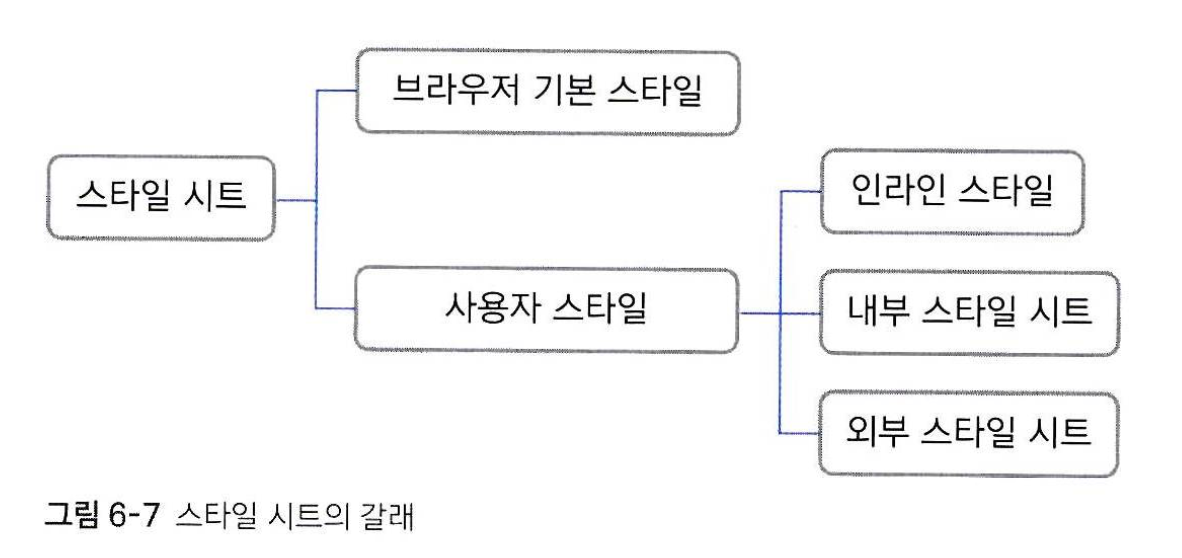 브라우저 기본 스타일
스타일 시트
인라인 스타일
사용자 스타일
내부 스타일 시트
외부 스타일 시트
그림 6-7 스타일 시트의 갈래